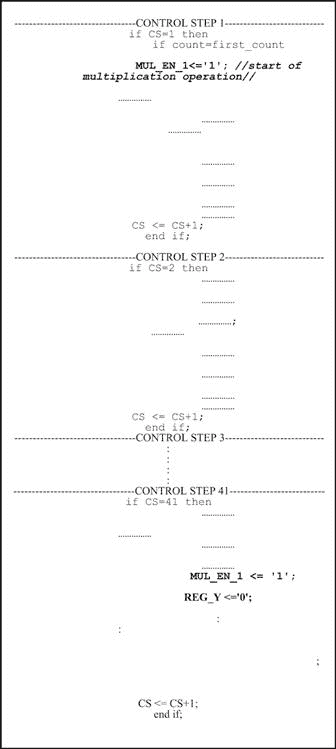 --------------------------------CONTROL STEP 1--------------------------
if CS=1 then
if count=first_count
MUL_EN_1<='1'; //start of
multiplication operation//
...............
...............
...............
...............
...............
...............
...............
CS <= CS+1;
end if;
--------------------------------CONTROL STEP 2--------------------------
if CS=2 then
...............
...............
...............;
...............
...............
...............
...............
...............
CS <= CS+1;
end if;
--------------------------------CONTROL STEP 3--------------------------
:
:
:
:
--------------------------------CONTROL STEP 41-------------------------
if CS=41 then
...............
...............
...............
...............
MUL_EN_1 <= '1';
REG_Y <='0';
:
:
;
CS <= CS+1;
end if;